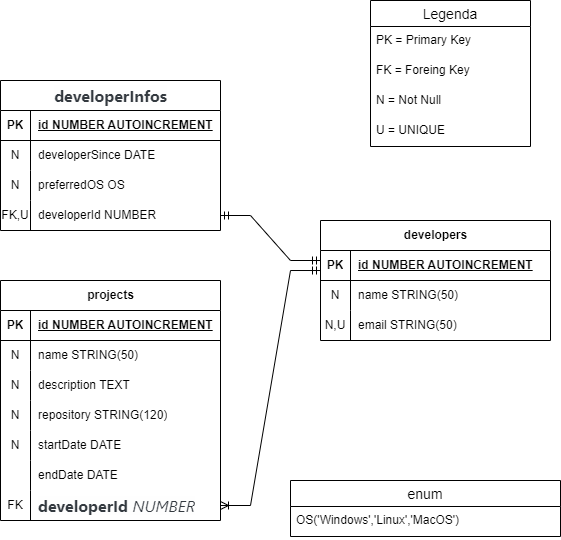 Legenda
PK = Primary Key
FK = Foreing Key
N = Not Null
U = UNIQUE
developerInfos
PK id NUMBER AUTOINCREMENT
N developerSince DATE
N preferredOS OS
FK,U developerId NUMBER
developers
PK id NUMBER AUTOINCREMENT
N name STRING(50)
N,U email STRING(50)
projects
PK id NUMBER AUTOINCREMENT
N name STRING(50)
N description TEXT
N repository STRING(120)
N startDate DATE
endDate DATE
FK developerId NUMBER
enum
OS('Windows','Linux','MacOS')